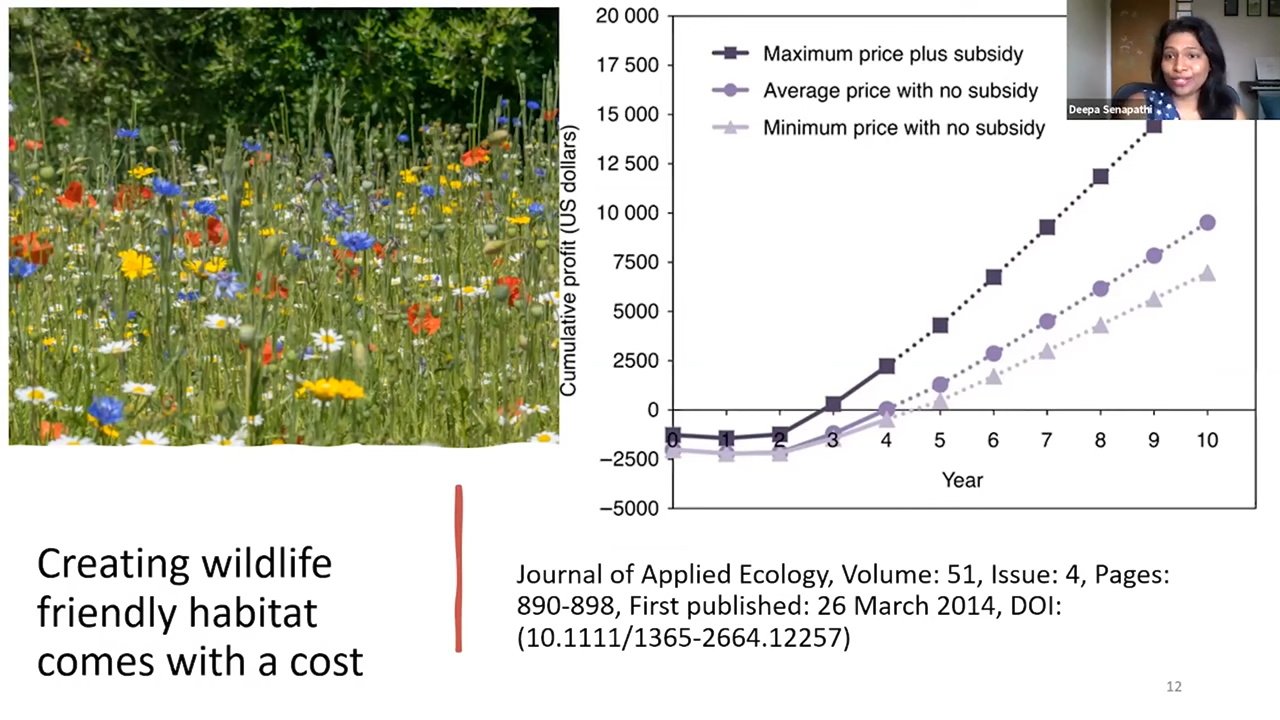 20 000
17 500
15 000
12 500
10 000
7500
5000
2500
0
−2500
−5000
Cumulative profit (US dollars)
Maximum price plus subsidy
Average price with no subsidy
Minimum price with no subsidy
0 1 2 3 4 5 6 7 8 9 10
Year
Deepa Senapathi
Creating wildlife
friendly habitat
comes with a cost
Journal of Applied Ecology, Volume: 51, Issue: 4, Pages:
890-898, First published: 26 March 2014, DOI:
(10.1111/1365-2664.12257)
12